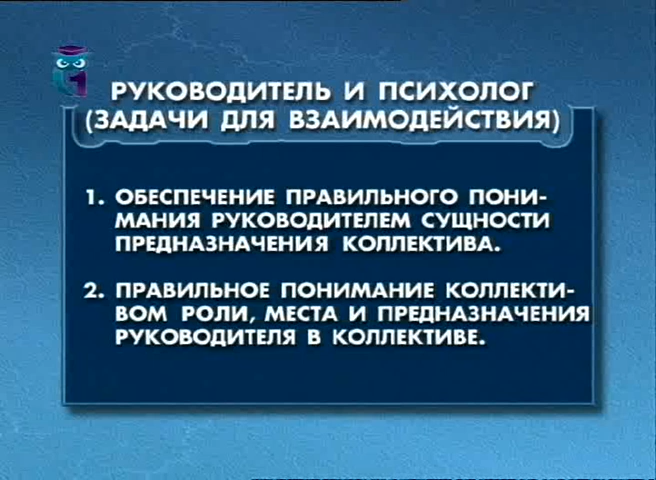 1
РУКОВОДИТЕЛЬ И ПСИХОЛОГ
(ЗАДАЧИ ДЛЯ ВЗАИМОДЕЙСТВИЯ)
1. ОБЕСПЕЧЕНИЕ ПРАВИЛЬНОГО ПОНИ-
МАНИЯ РУКОВОДИТЕЛЕМ СУЩНОСТИ
ПРЕДНАЗНАЧЕНИЯ КОЛЛЕКТИВА.
2. ПРАВИЛЬНОЕ ПОНИМАНИЕ КОЛЛЕКТИ-
ВОМ РОЛИ, МЕСТА И ПРЕДНАЗНАЧЕНИЯ
РУКОВОДИТЕЛЯ В КОЛЛЕКТИВЕ.